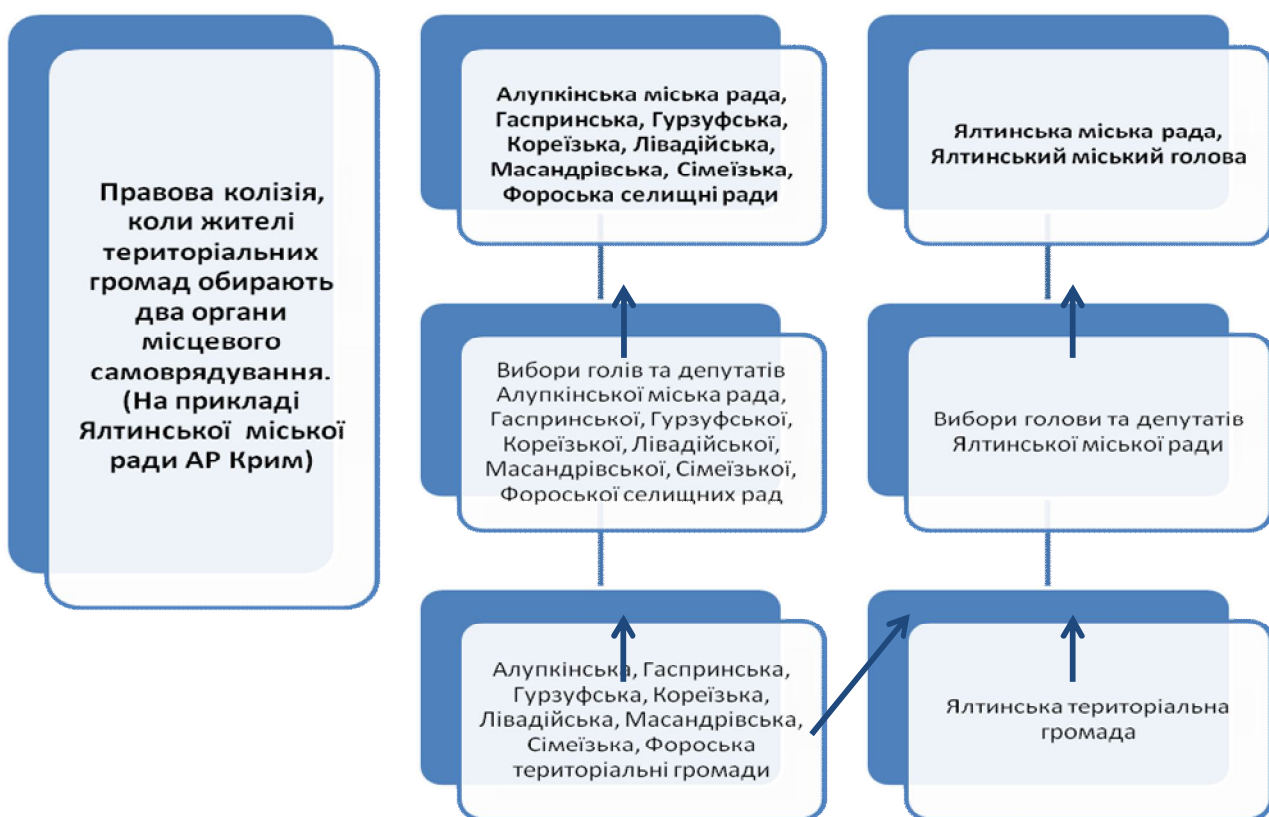 Правова колізія,
коли жителі
територіальних
громад обирають
два органи
місцевого
самоврядування.
(На прикладі
Ялтинської міської
ради АР Крим)
Алупкінська міська рада,
Гаспринська, Гурзуфська,
Кореїзька, Лівадійська,
Масандрівська, Сімеїзька,
Фороська селищні ради
Ялтинська міська рада,
Ялтинський міський голова
Вибори голів та депутатів
Алупкінської міська рада,
Гаспринської, Гурзуфської,
Кореїзької, Лівадійської,
Масандрівської, Сімеїзької,
Фороської селищних рад
Вибори голови та депутатів
Ялтинської міської ради
Алупкінська, Гаспринська,
Гурзуфська, Кореїзька,
Лівадійська, Масандрівська,
Сімеїзька, Фороська
територіальні громади
Ялтинська територіальна
громада